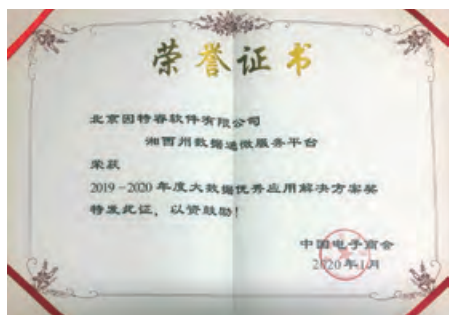 荣誉证书
北京因特睿软件有限公司
湘西州数据通微服务平台
荣获
2019-2020年度大数据优秀应用解决方案奖
特发此证，以资鼓励！
中国电子商会
2020年1月